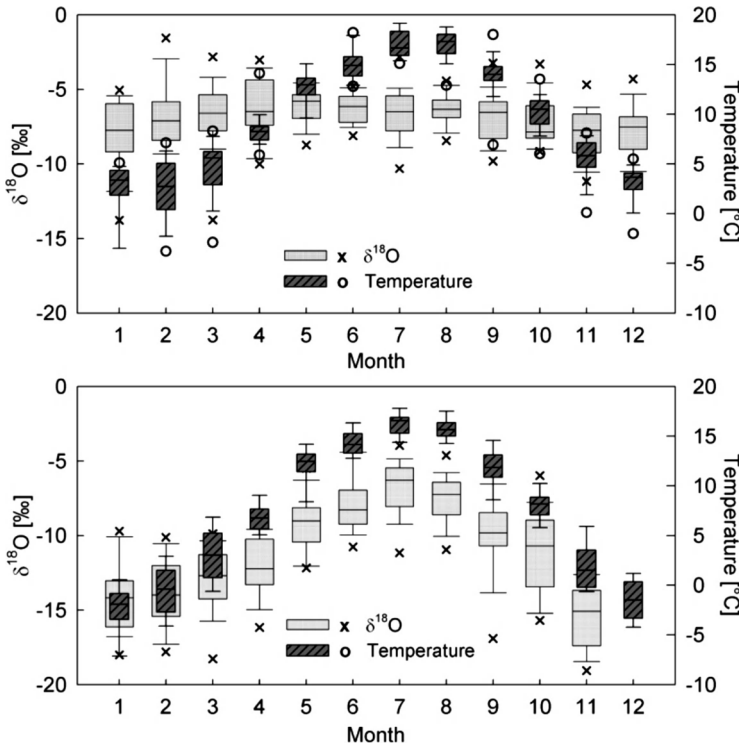 0 20
-5 15
10
-10 5
0
-15 -5
-20 -10
δ18O [‰]
Temperature [°C]
x δ18O
o Temperature
1 2 3 4 5 6 7 8 9 10 11 12
Month
0 20
-5 15
10
-10 5
0
-15 -5
-20 -10
δ18O [‰]
Temperature [°C]
x δ18O
o Temperature
1 2 3 4 5 6 7 8 9 10 11 12
Month